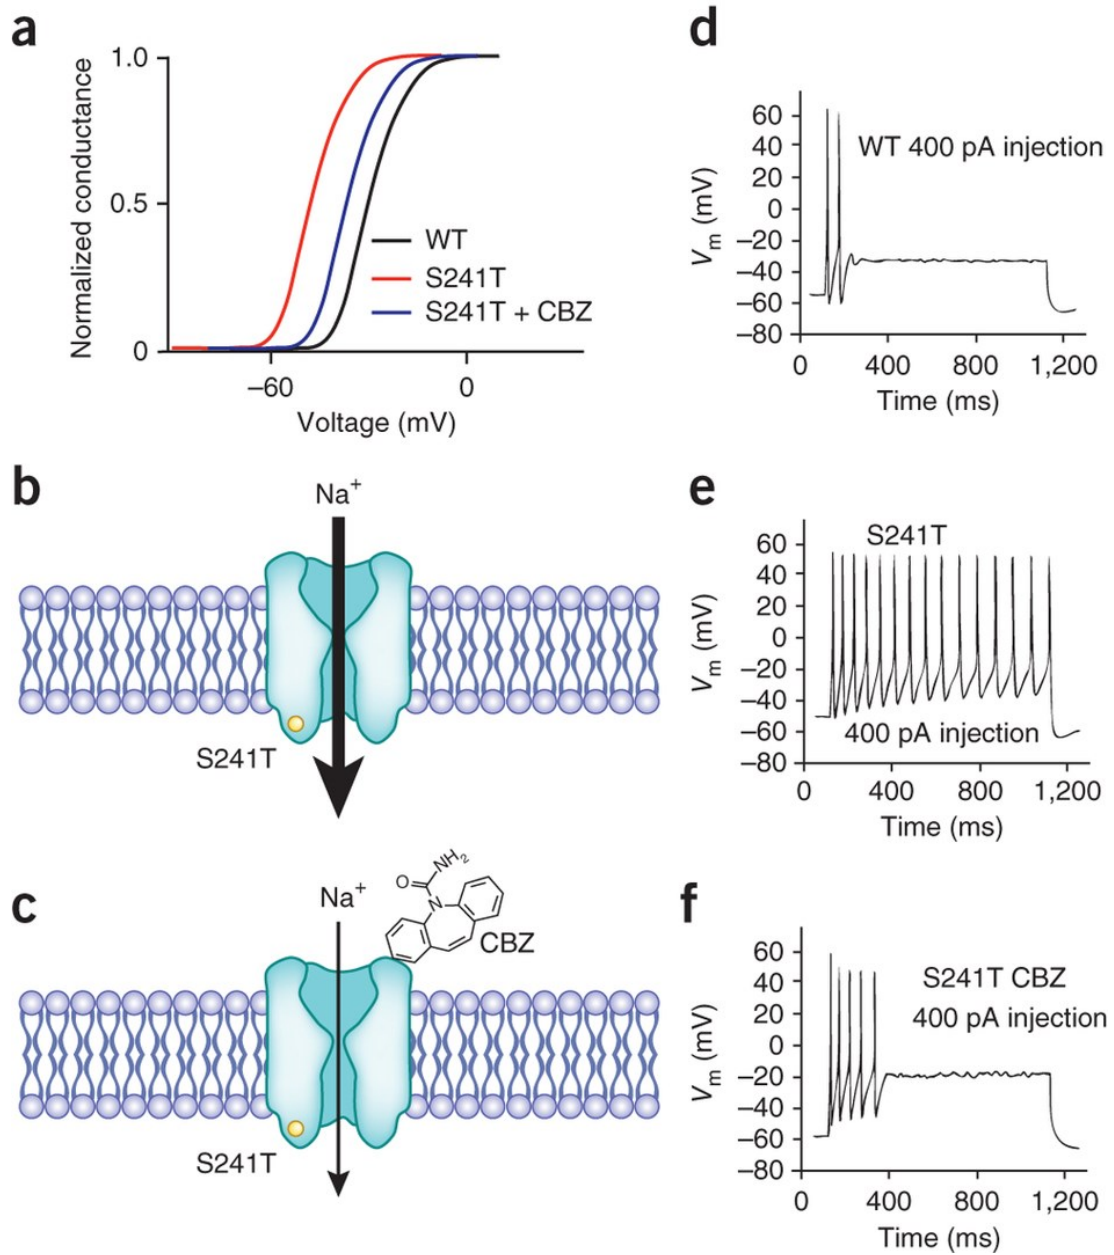 a
Normalized conductance
1.0
0.5
0
–60
0
Voltage (mV)
WT
S241T
S241T + CBZ
b
Na+
S241T
c
Na+
O
NH2
N
CBZ
S241T
d
Vm (mV)
60
40
20
0
–20
–40
–60
–80
WT 400 pA injection
0 400 800 1,200
Time (ms)
e
Vm (mV)
60
40
20
0
–20
–40
–60
–80
S241T
400 pA injection
0 400 800 1,200
Time (ms)
f
Vm (mV)
60
40
20
0
–20
–40
–60
–80
S241T CBZ
400 pA injection
0 400 800 1,200
Time (ms)